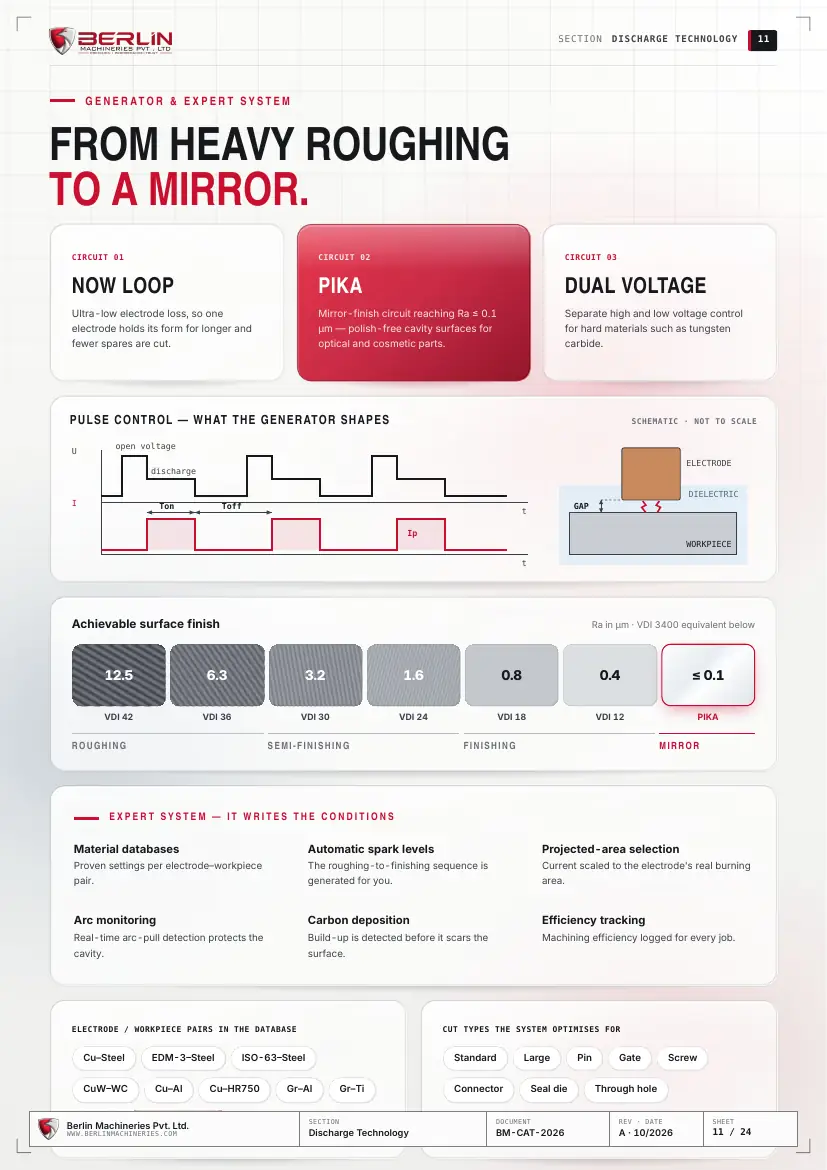 BERLIN
MACHINERIES PVT . LTD
SECTION DISCHARGE TECHNOLOGY 11
GENERATOR & EXPERT SYSTEM
FROM HEAVY ROUGHING
TO A MIRROR.
CIRCUIT 01
NOW LOOP
Ultra-low electrode loss, so one
electrode holds its form for longer and
fewer spares are cut.
CIRCUIT 02
PIKA
Mirror-finish circuit reaching Ra ≤ 0.1
µm — polish-free cavity surfaces for
optical and cosmetic parts.
CIRCUIT 03
DUAL VOLTAGE
Separate high and low voltage control
for hard materials such as tungsten
carbide.
PULSE CONTROL — WHAT THE GENERATOR SHAPES
SCHEMATIC · NOT TO SCALE
U
open voltage
discharge
I
Ton
Toff
t
Ip
t
ELECTRODE
DIELECTRIC
GAP
WORKPIECE
Achievable surface finish
Ra in µm · VDI 3400 equivalent below
12.5 6.3 3.2 1.6 0.8 0.4 ≤ 0.1
VDI 42 VDI 36 VDI 30 VDI 24 VDI 18 VDI 12 PIKA
ROUGHING SEMI-FINISHING FINISHING MIRROR
EXPERT SYSTEM — IT WRITES THE CONDITIONS
Material databases
Proven settings per electrode–workpiece
pair.
Automatic spark levels
The roughing-to-finishing sequence is
generated for you.
Projected-area selection
Current scaled to the electrode's real burning
area.
Arc monitoring
Real-time arc-pull detection protects the
cavity.
Carbon deposition
Build-up is detected before it scars the
surface.
Efficiency tracking
Machining efficiency logged for every job.
ELECTRODE / WORKPIECE PAIRS IN THE DATABASE
Cu–Steel EDM-3–Steel ISO-63–Steel
CuW–WC Cu–Al Cu–HR750 Gr–Al Gr–Ti
CUT TYPES THE SYSTEM OPTIMISES FOR
Standard Large Pin Gate Screw
Connector Seal die Through hole
Berlin Machineries Pvt. Ltd.
WWW.BERLINMACHINERIES.COM
SECTION
Discharge Technology
DOCUMENT
BM-CAT-2026
REV · DATE
A · 10/2026
SHEET
11 / 24